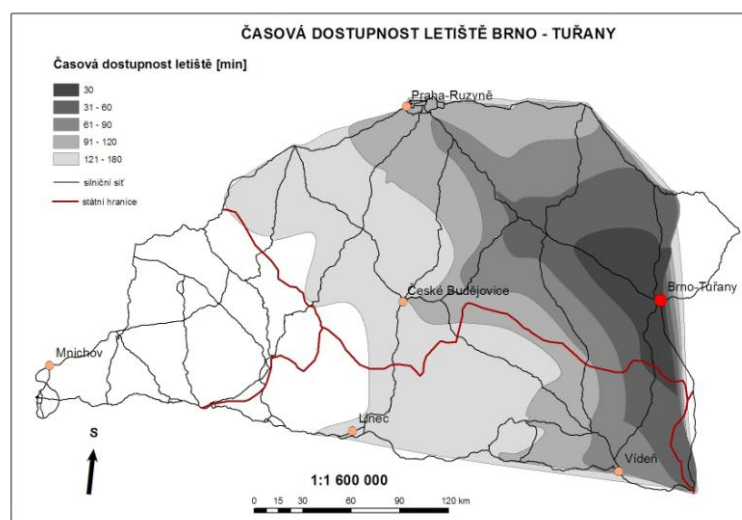 ČASOVÁ DOSTUPNOST LETIŠTĚ BRNO - TUŘANY
Časová dostupnost letiště [min]
30
31 - 60
61 - 90
91 - 120
121 - 180
silniční síť
státní hranice
Praha-Ruzyně
Brno-Tuřany
České Budějovice
Mnichov
Linec
Vídeň
S
1:1 600 000
0 15 30 60 90 120 km